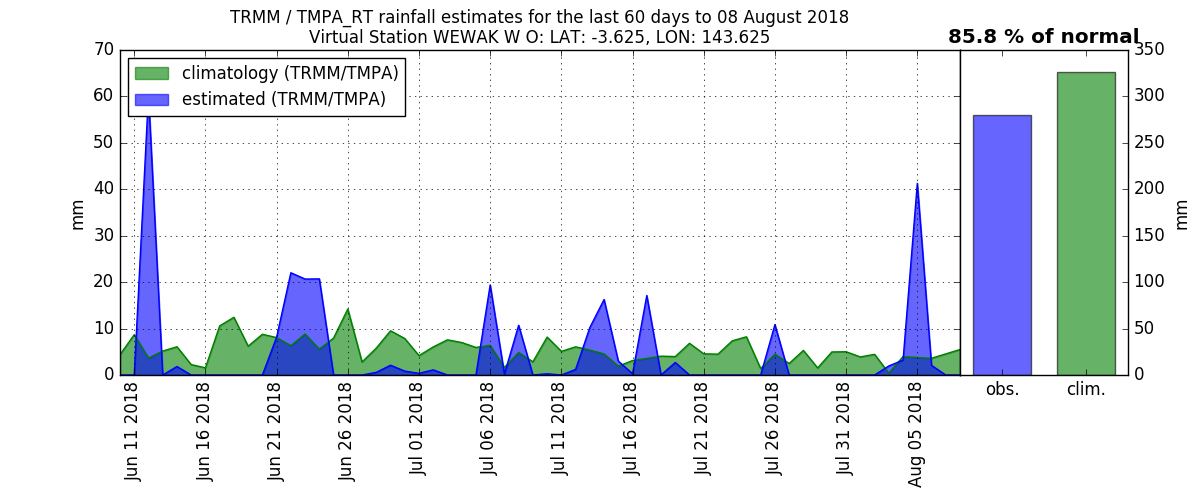 TRMM / TMPA_RT rainfall estimates for the last 60 days to 08 August 2018
Virtual Station WEWAK W O: LAT: -3.625, LON: 143.625
85.8 % of normal
climatology (TRMM/TMPA)
estimated (TRMM/TMPA)
70
60
50
40
30
20
10
0
mm
350
300
250
200
150
100
50
0
mm
Jun 11 2018
Jun 16 2018
Jun 21 2018
Jun 26 2018
Jul 01 2018
Jul 06 2018
Jul 11 2018
Jul 16 2018
Jul 21 2018
Jul 26 2018
Jul 31 2018
Aug 05 2018
obs.
clim.